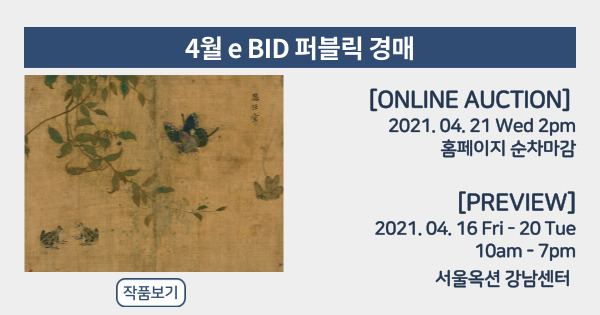 4월 e BID 퍼블릭 경매
[ONLINE AUCTION]
2021. 04. 21 Wed 2pm
홈페이지 순차마감
[PREVIEW]
2021. 04. 16 Fri - 20 Tue
10am - 7pm
서울옥션 강남센터
작품보기